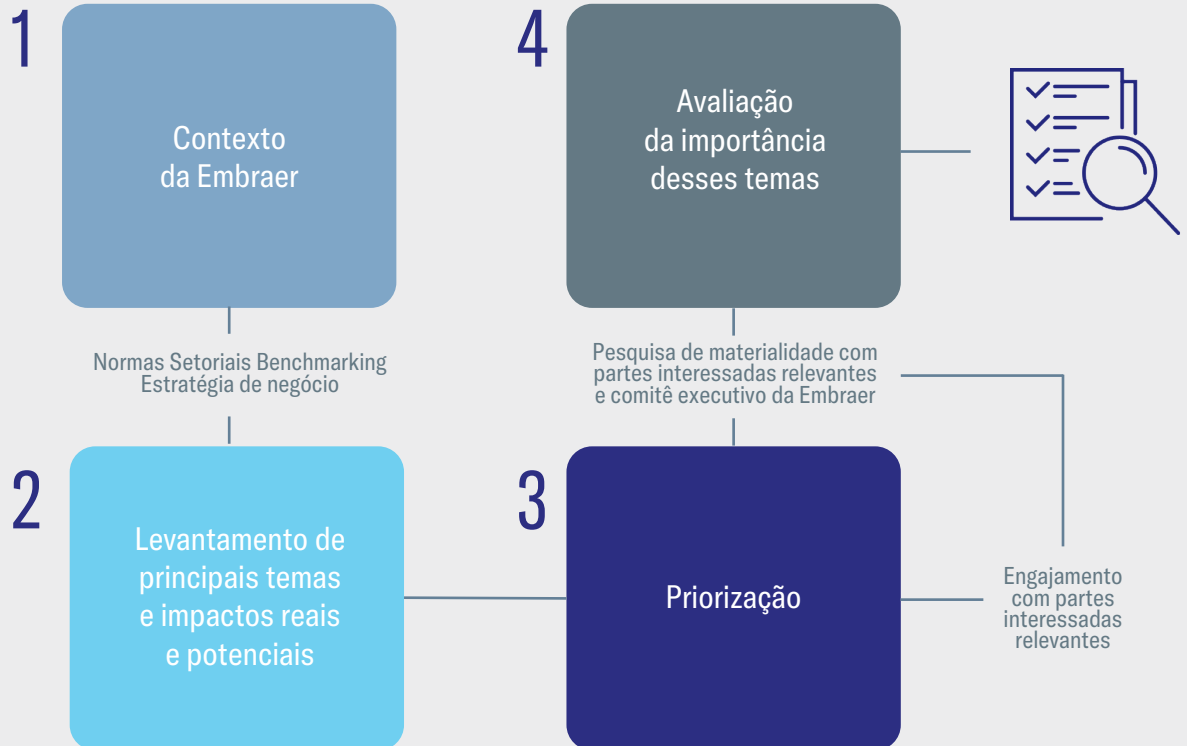 1
Contexto
da Embraer
Normas Setoriais Benchmarking
Estratégia de negócio
2
Levantamento de
principais temas
e impactos reais
e potenciais
3
Priorização
4
Avaliação
da importância
desses temas
Pesquisa de materialidade com
partes interessadas relevantes
e comitê executivo da Embraer
Engajamento
com partes
interessadas
relevantes